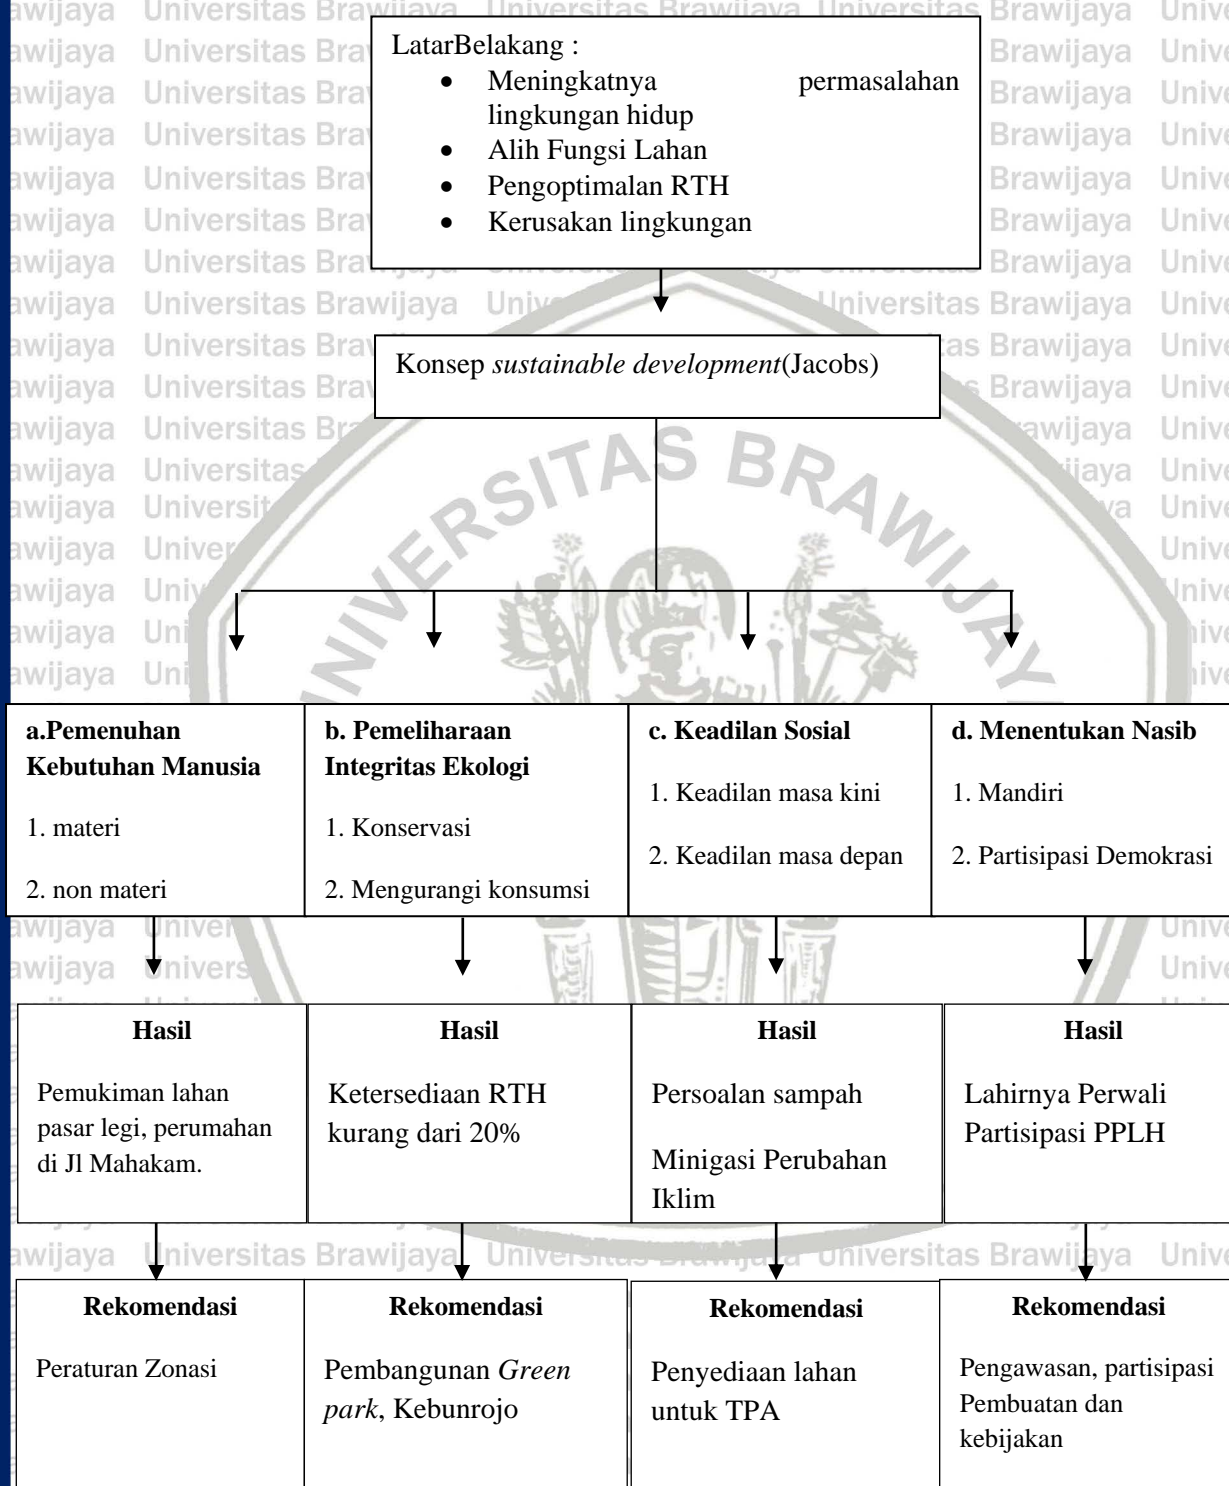 LatarBelakang :
• Meningkatnya permasalahan
lingkungan hidup
• Alih Fungsi Lahan
• Pengoptimalan RTH
• Kerusakan lingkungan
Konsep sustainable development(Jacobs)
a.Pemenuhan
Kebutuhan Manusia
1. materi
2. non materi
b. Pemeliharaan
Integritas Ekologi
1. Konservasi
2. Mengurangi konsumsi
c. Keadilan Sosial
1. Keadilan masa kini
2. Keadilan masa depan
d. Menentukan Nasib
1. Mandiri
2. Partisipasi Demokrasi
Hasil
Pemukiman lahan
pasar legi, perumahan
di Jl Mahakam.
Hasil
Ketersediaan RTH
kurang dari 20%
Hasil
Persoalan sampah
Minigasi Perubahan
Iklim
Hasil
Lahirnya Perwali
Partisipasi PPLH
Rekomendasi
Peraturan Zonasi
Rekomendasi
Pembangunan Green
park, Kebunrojo
Rekomendasi
Penyediaan lahan
untuk TPA
Rekomendasi
Pengawasan, partisipasi
Pembuatan dan
kebijakan